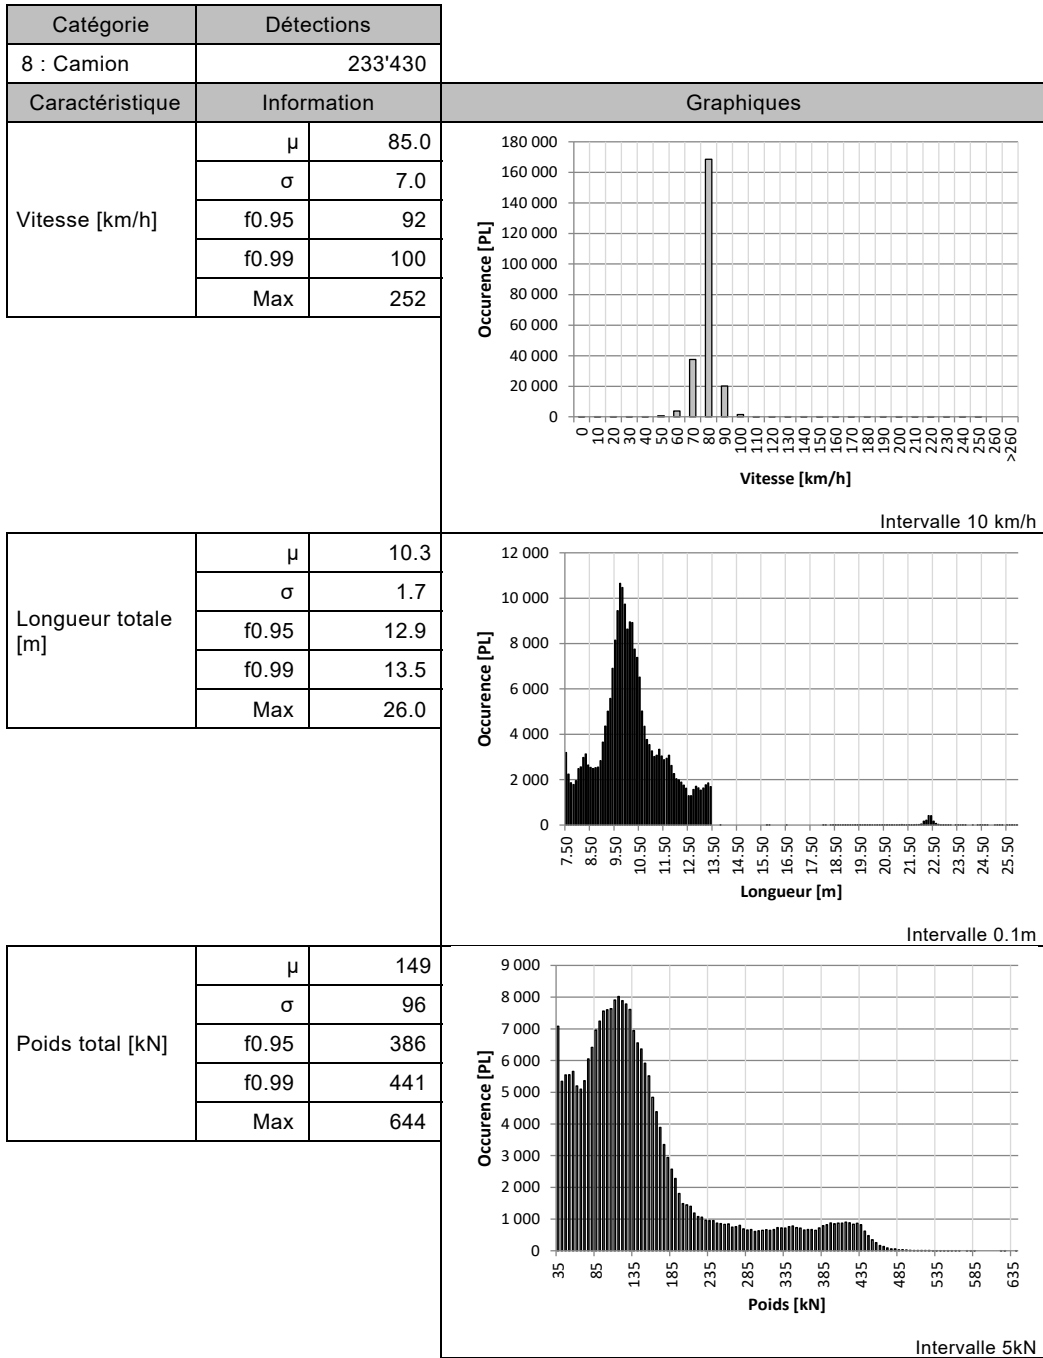 Catégorie Détections
8 : Camion 233'430
Caractéristique Information Graphiques
Vitesse [km/h]
μ 85.0
σ 7.0
f0.95 92
f0.99 100
Max 252
180 000
160 000
140 000
120 000
100 000
80 000
60 000
40 000
20 000
0
Occurence [PL]
0 10 20 30 40 50 60 70 80 90 100 110 120 130 140 150 160 170 180 190 200 210 220 230 240 250 260 >260
Vitesse [km/h]
Intervalle 10 km/h
Longueur totale
[m]
μ 10.3
σ 1.7
f0.95 12.9
f0.99 13.5
Max 26.0
12 000
10 000
8 000
6 000
4 000
2 000
0
Occurence [PL]
7.50 8.50 9.50 10.50 11.50 12.50 13.50 14.50 15.50 16.50 17.50 18.50 19.50 20.50 21.50 22.50 23.50 24.50 25.50
Longueur [m]
Intervalle 0.1m
Poids total [kN]
μ 149
σ 96
f0.95 386
f0.99 441
Max 644
9 000
8 000
7 000
6 000
5 000
4 000
3 000
2 000
1 000
0
Occurence [PL]
35 85 135 185 235 285 335 385 435 485 535 585 635
Poids [kN]
Intervalle 5kN